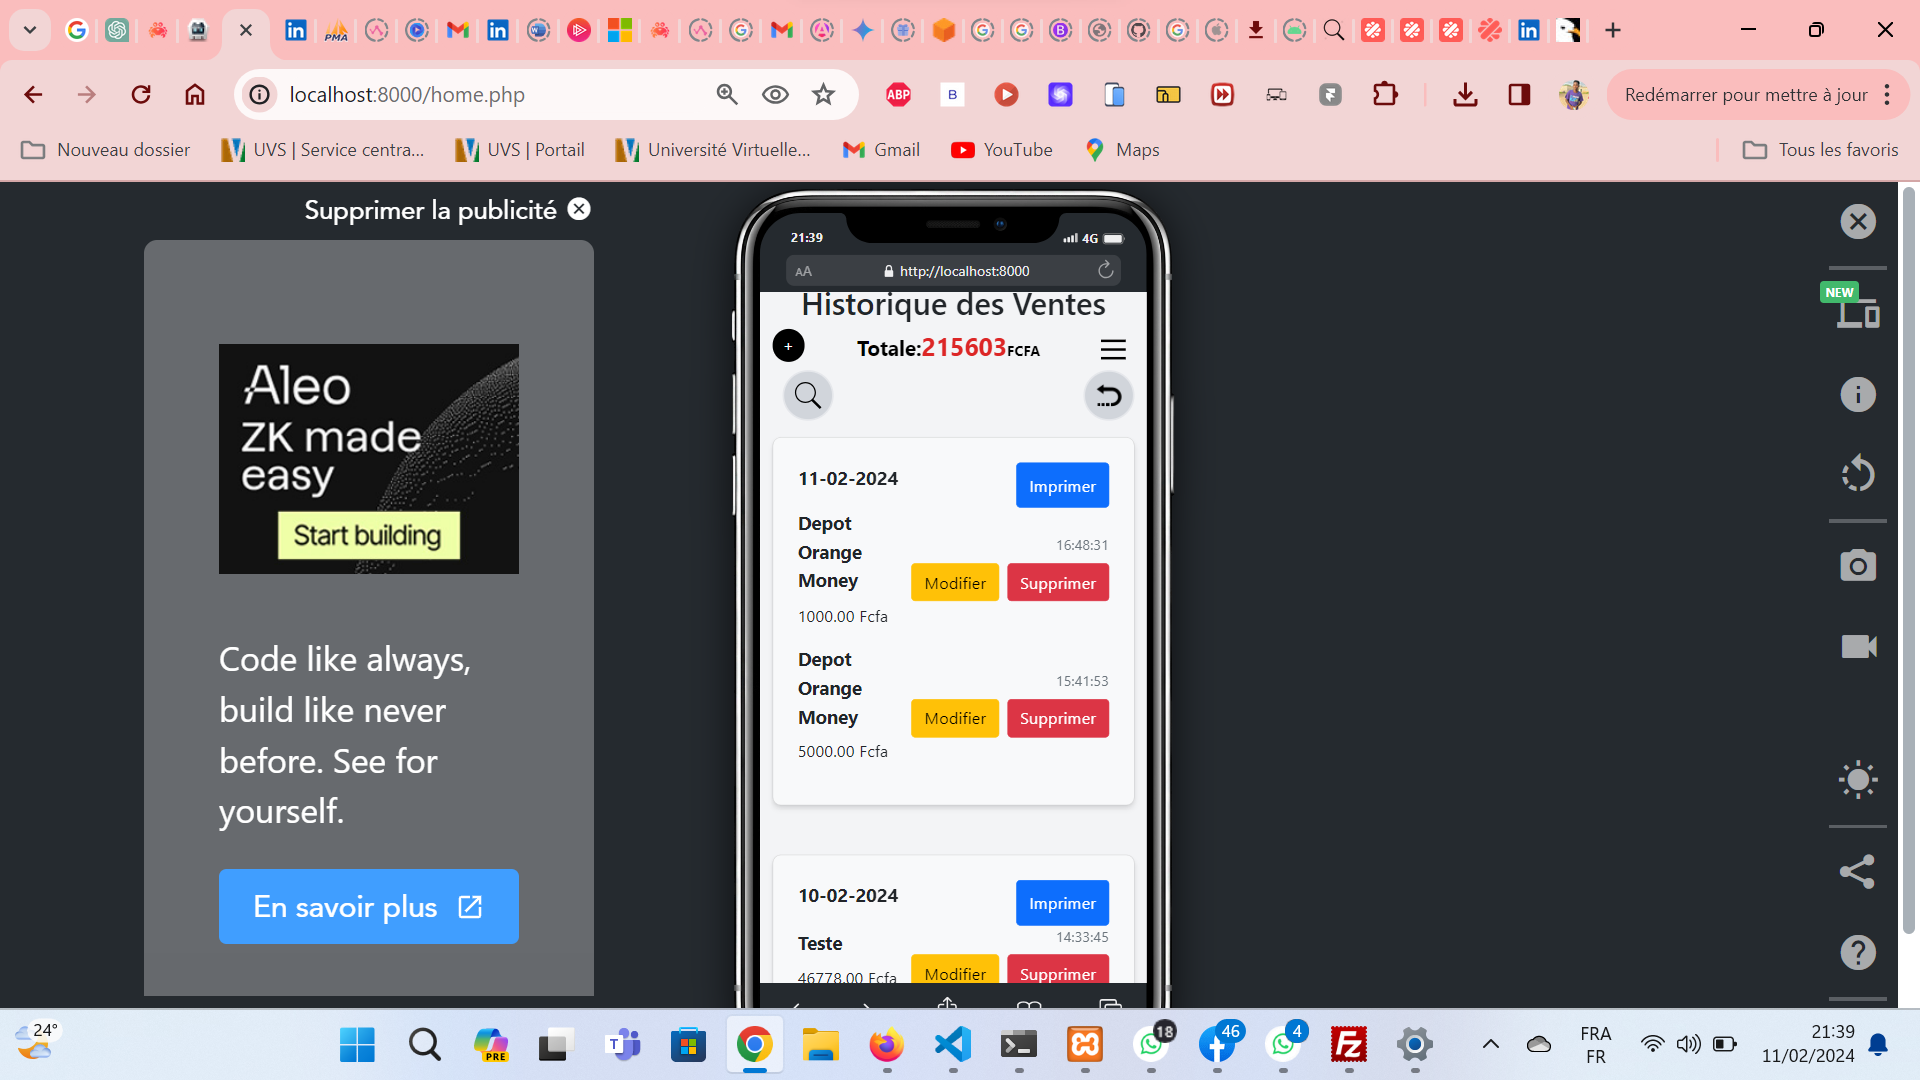 PMA
localhost:8000/home.php
ABP
B
Redémarrer pour mettre à jour
Nouveau dossier
UVS | Service centra...
UVS | Portail
Université Virtuelle...
Gmail
YouTube
Maps
Tous les favoris
Supprimer la publicité
Aleo
ZK made
easy
Start building
Code like always,
build like never
before. See for
yourself.
En savoir plus
21:39
4G
AA
http://localhost:8000
Historique des Ventes
+
Totale:215603FCFA
11-02-2024
Imprimer
Depot
Orange
Money
16:48:31
Modifier
Supprimer
1000.00 Fcfa
Depot
Orange
Money
15:41:53
Modifier
Supprimer
5000.00 Fcfa
10-02-2024
Imprimer
14:33:45
Teste
46778.00 Fcfa
Modifier
Supprimer
NEW
24°
PRE
18
46
4
FRA
FR
21:39
11/02/2024